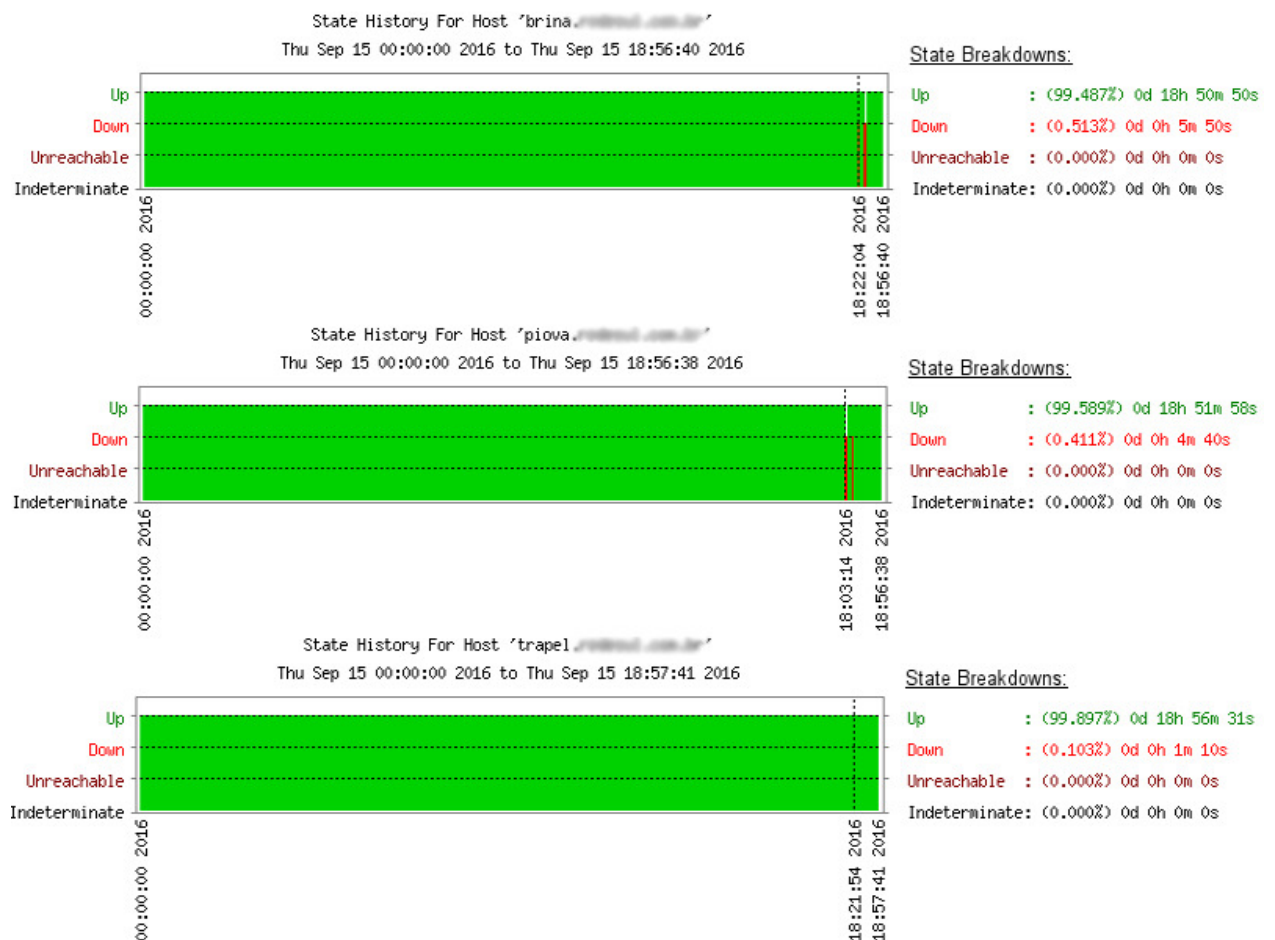 State History For Host 'brina.
Thu Sep 15 00:00:00 2016 to Thu Sep 15 18:56:40 2016
State Breakdowns:
Up : (99.487%) 0d 18h 50m 50s
Down : (0.513%) 0d 0h 5m 50s
Unreachable : (0.000%) 0d 0h 0m 0s
Indeterminate: (0.000%) 0d 0h 0m 0s
Up
Down
Unreachable
Indeterminate
00:00:00 2016
18:22:04 2016
18:56:40 2016
State History For Host 'piova.
Thu Sep 15 00:00:00 2016 to Thu Sep 15 18:56:38 2016
State Breakdowns:
Up : (99.589%) 0d 18h 51m 58s
Down : (0.411%) 0d 0h 4m 40s
Unreachable : (0.000%) 0d 0h 0m 0s
Indeterminate: (0.000%) 0d 0h 0m 0s
Up
Down
Unreachable
Indeterminate
00:00:00 2016
18:03:14 2016
18:56:38 2016
State History For Host 'trapel.
Thu Sep 15 00:00:00 2016 to Thu Sep 15 18:57:41 2016
State Breakdowns:
Up : (99.897%) 0d 18h 56m 31s
Down : (0.103%) 0d 0h 1m 10s
Unreachable : (0.000%) 0d 0h 0m 0s
Indeterminate: (0.000%) 0d 0h 0m 0s
Up
Down
Unreachable
Indeterminate
00:00:00 2016
18:21:54 2016
18:57:41 2016